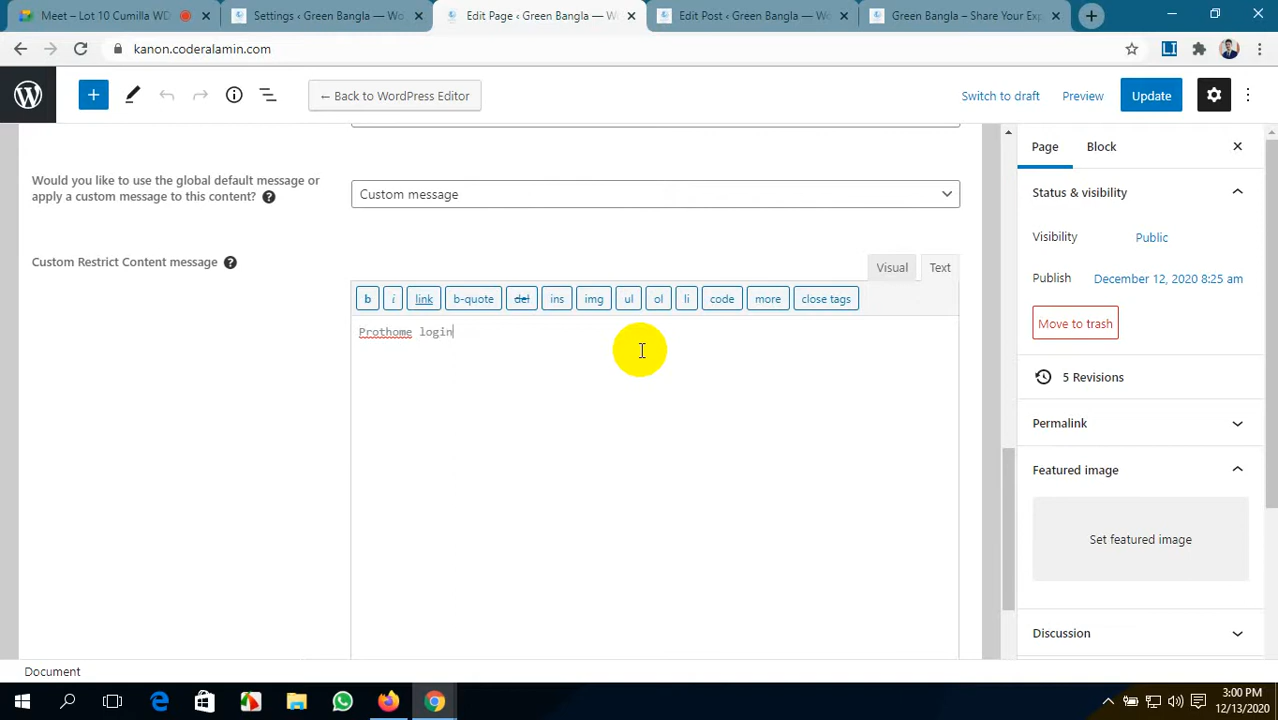 Meet – Lot 10 Cumilla WD
Settings ‹ Green Bangla — Wo
Edit Page ‹ Green Bangla — W
Edit Post ‹ Green Bangla — Wo
Green Bangla – Share Your Exp
kanon.coderalamin.com
← Back to WordPress Editor
Switch to draft
Preview
Update
Would you like to use the global default message or
apply a custom message to this content?
Custom message
Custom Restrict Content message
Visual
Text
b
i
link
b-quote
del
ins
img
ul
ol
li
code
more
close tags
Prothome login
Page
Block
Status & visibility
Visibility
Public
Publish
December 12, 2020 8:25 am
Move to trash
5 Revisions
Permalink
Featured image
Set featured image
Discussion
Document
3:00 PM
12/13/2020